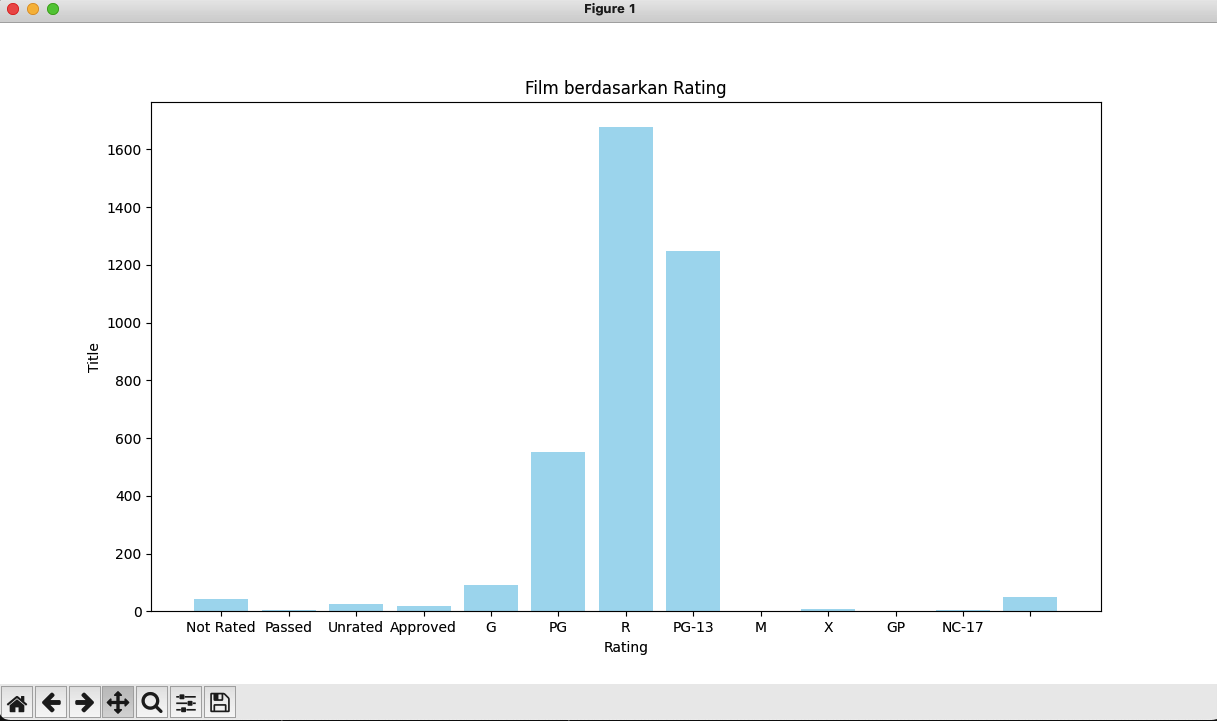 Figure 1
Film berdasarkan Rating
1600
1400
1200
1000
800
600
400
200
0
Title
Not Rated Passed Unrated Approved G PG R PG-13 M X GP NC-17
Rating